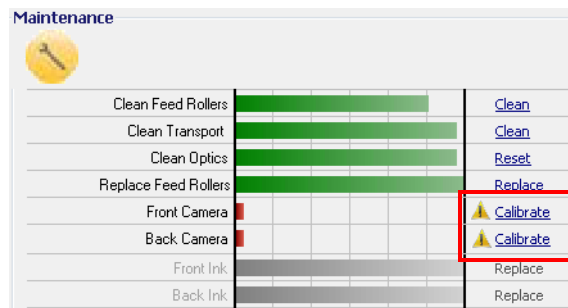 Maintenance
Clean Feed Rollers Clean
Clean Transport Clean
Clean Optics Reset
Replace Feed Rollers Replace
Front Camera Calibrate
Back Camera Calibrate
Front Ink Replace
Back Ink Replace